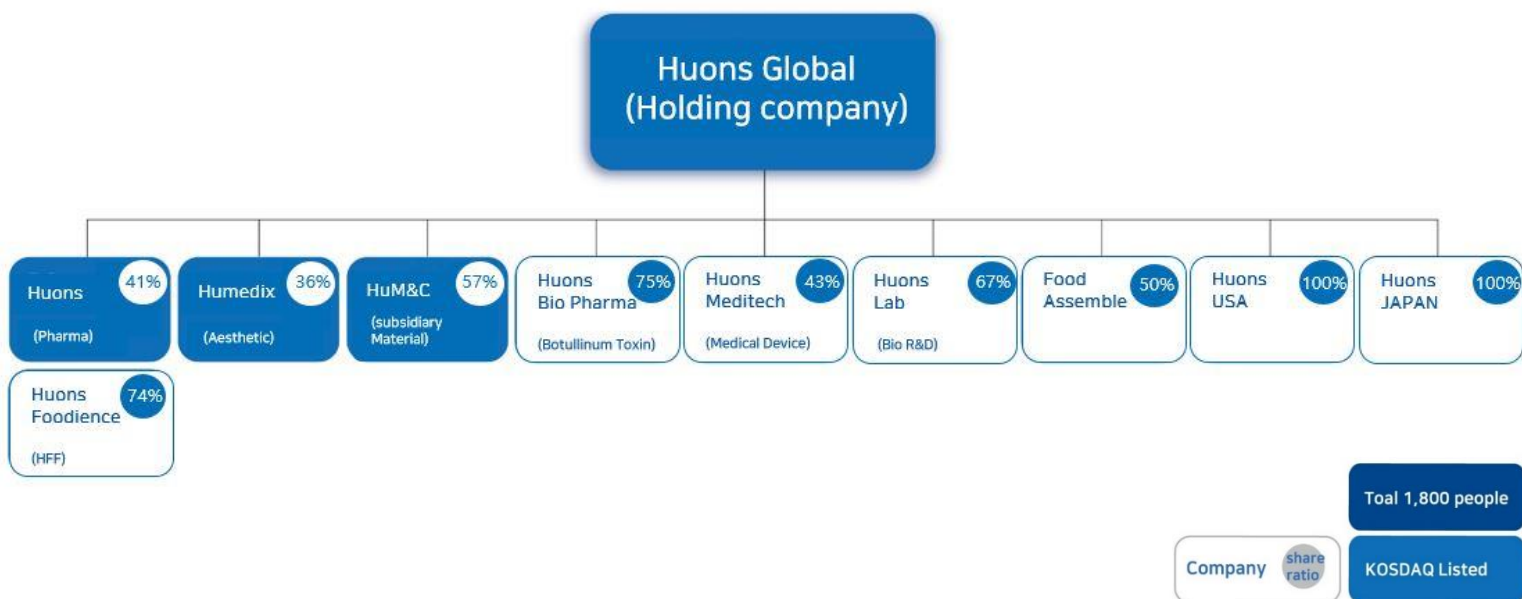 Huons Global
(Holding company)
Huons
41%
(Pharma)
Humedix
36%
(Aesthetic)
HuM&C
57%
(subsidiary
Material)
Huons
Bio Pharma
75%
(Botullinum Toxin)
Huons
Meditech
43%
(Medical Device)
Huons
Lab
67%
(Bio R&D)
Food
Assemble
50%
Huons
USA
100%
Huons
JAPAN
100%
Huons
Foodience
74%
(HFF)
Toal 1,800 people
Company
share
ratio
KOSDAQ Listed